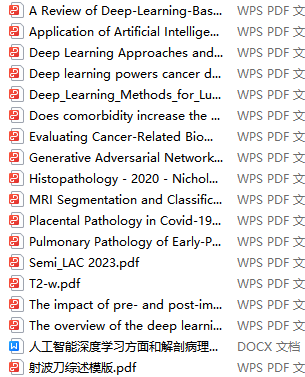 A Review of Deep-Learning-Bas... WPS PDF 文
Application of Artificial Intellige... WPS PDF 文
Deep Learning Approaches and... WPS PDF 文
Deep learning powers cancer d... WPS PDF 文
Deep_Learning_Methods_for_Lu... WPS PDF 文
Does comorbidity increase the ... WPS PDF 文
Evaluating Cancer-Related Bio... WPS PDF 文
Generative Adversarial Network... WPS PDF 文
Histopathology - 2020 - Nichol... WPS PDF 文
MRI Segmentation and Classific... WPS PDF 文
Placental Pathology in Covid-19... WPS PDF 文
Pulmonary Pathology of Early-P... WPS PDF 文
Semi_LAC 2023.pdf WPS PDF 文
T2-w.pdf WPS PDF 文
The impact of pre- and post-im... WPS PDF 文
The overview of the deep learni... WPS PDF 文
人工智能深度学习方面和解剖病理... DOCX 文档
射波刀综述模版.pdf WPS PDF 文